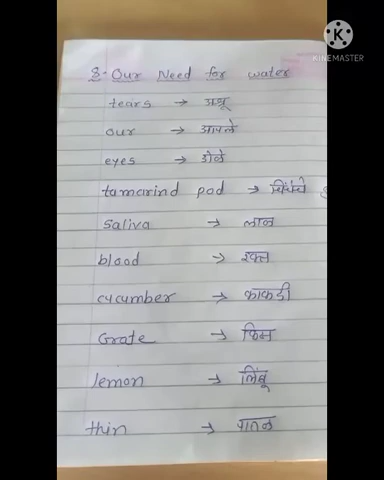 KINEMASTER
8- Our Need for water
tears → अश्रू
our → आपले
eyes → डोळे
tamarind pod → चिंचेचे
Saliva → लाळ
blood → रक्त
cucumber → काकडी
Grate → किस
lemon → लिंबू
thin → पातळ